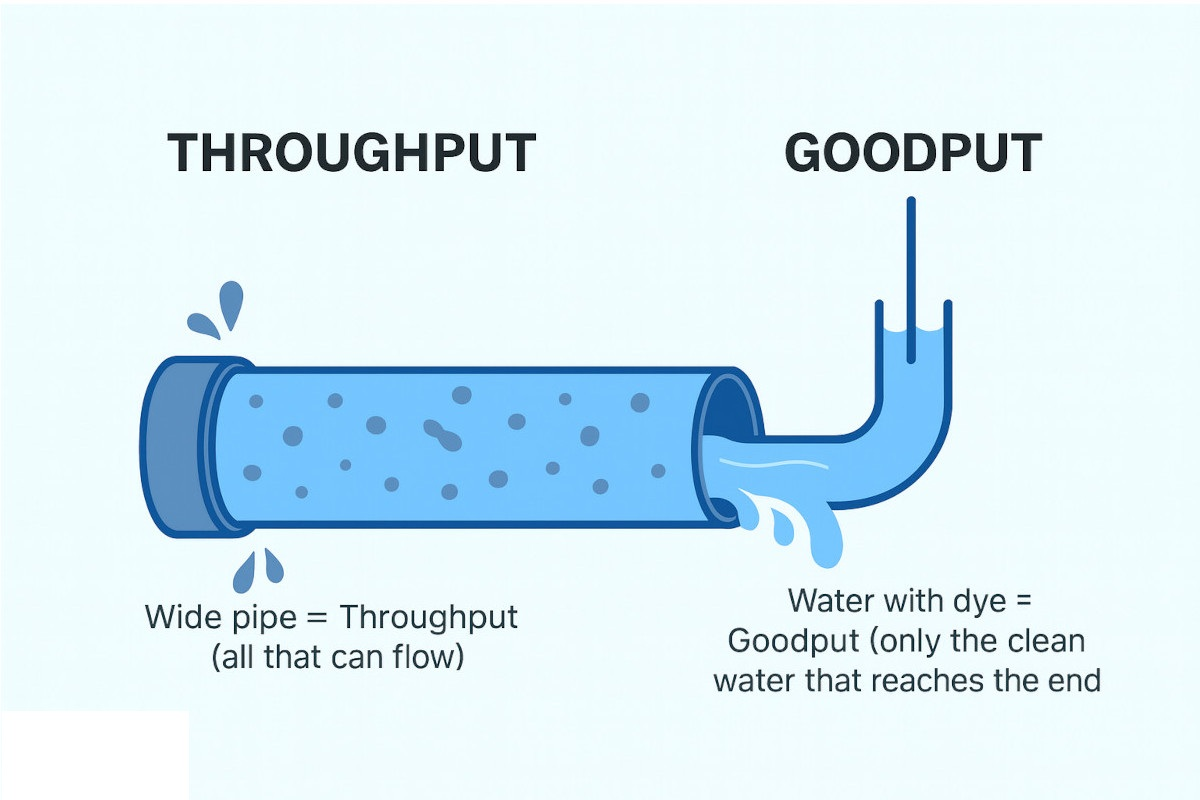 THROUGHPUT
GOODPUT
Wide pipe = Throughput
(all that can flow)
Water with dye =
Goodput (only the clean
water that reaches the end